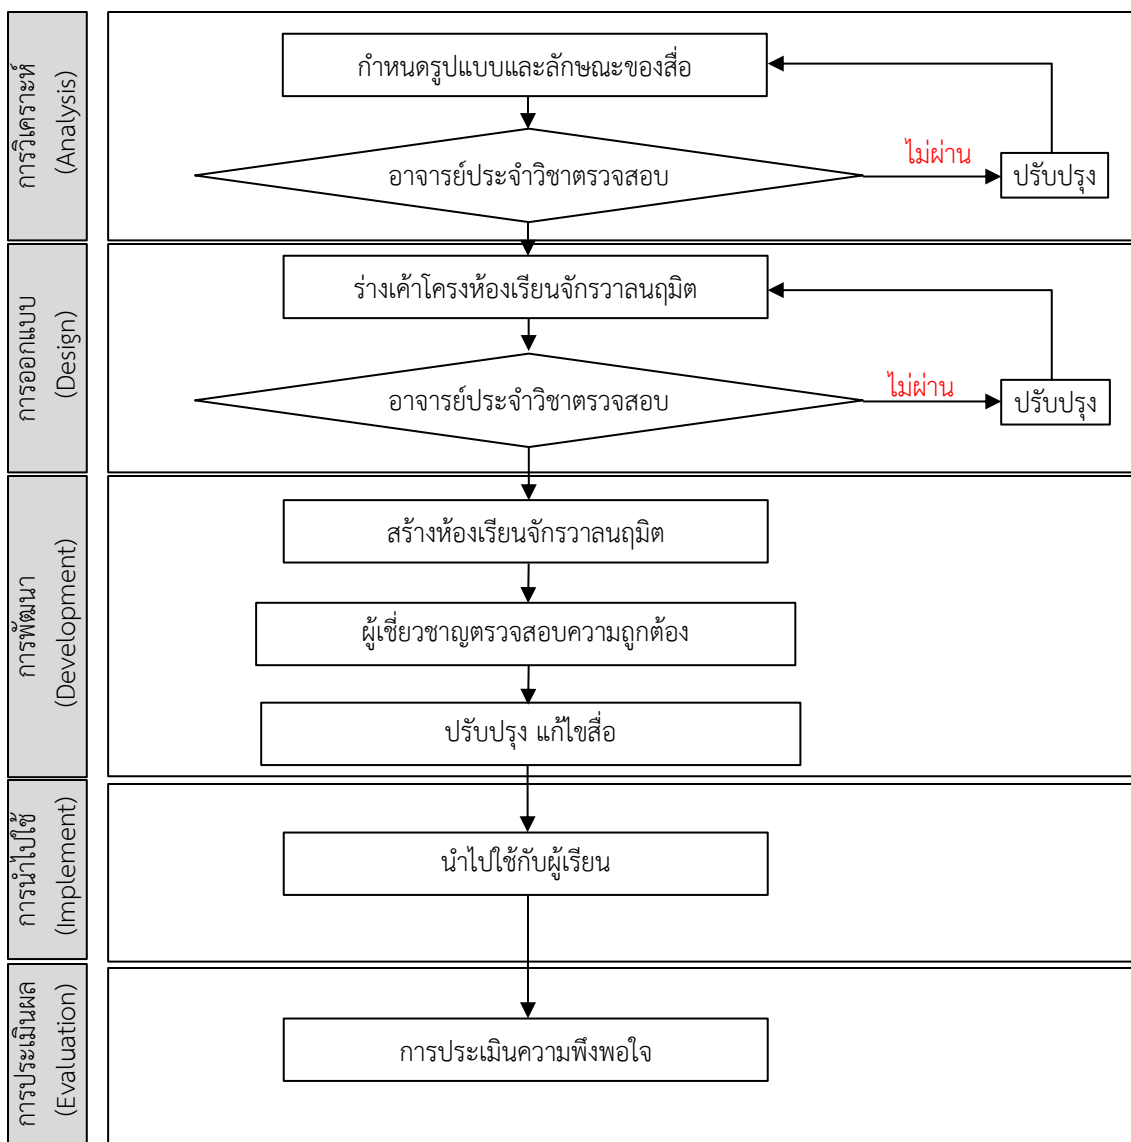 การวิเคราะห์
(Analysis)
กำหนดรูปแบบและลักษณะของสื่อ
อาจารย์ประจำวิชาตรวจสอบ
ไม่ผ่าน
ปรับปรุง
การออกแบบ
(Design)
ร่างเค้าโครงห้องเรียนจักรวาลนฤมิต
อาจารย์ประจำวิชาตรวจสอบ
ไม่ผ่าน
ปรับปรุง
การพัฒนา
(Development)
สร้างห้องเรียนจักรวาลนฤมิต
ผู้เชี่ยวชาญตรวจสอบความถูกต้อง
ปรับปรุง แก้ไขสื่อ
การนำไปใช้
(Implement)
นำไปใช้กับผู้เรียน
การประเมินผล
(Evaluation)
การประเมินความพึงพอใจ